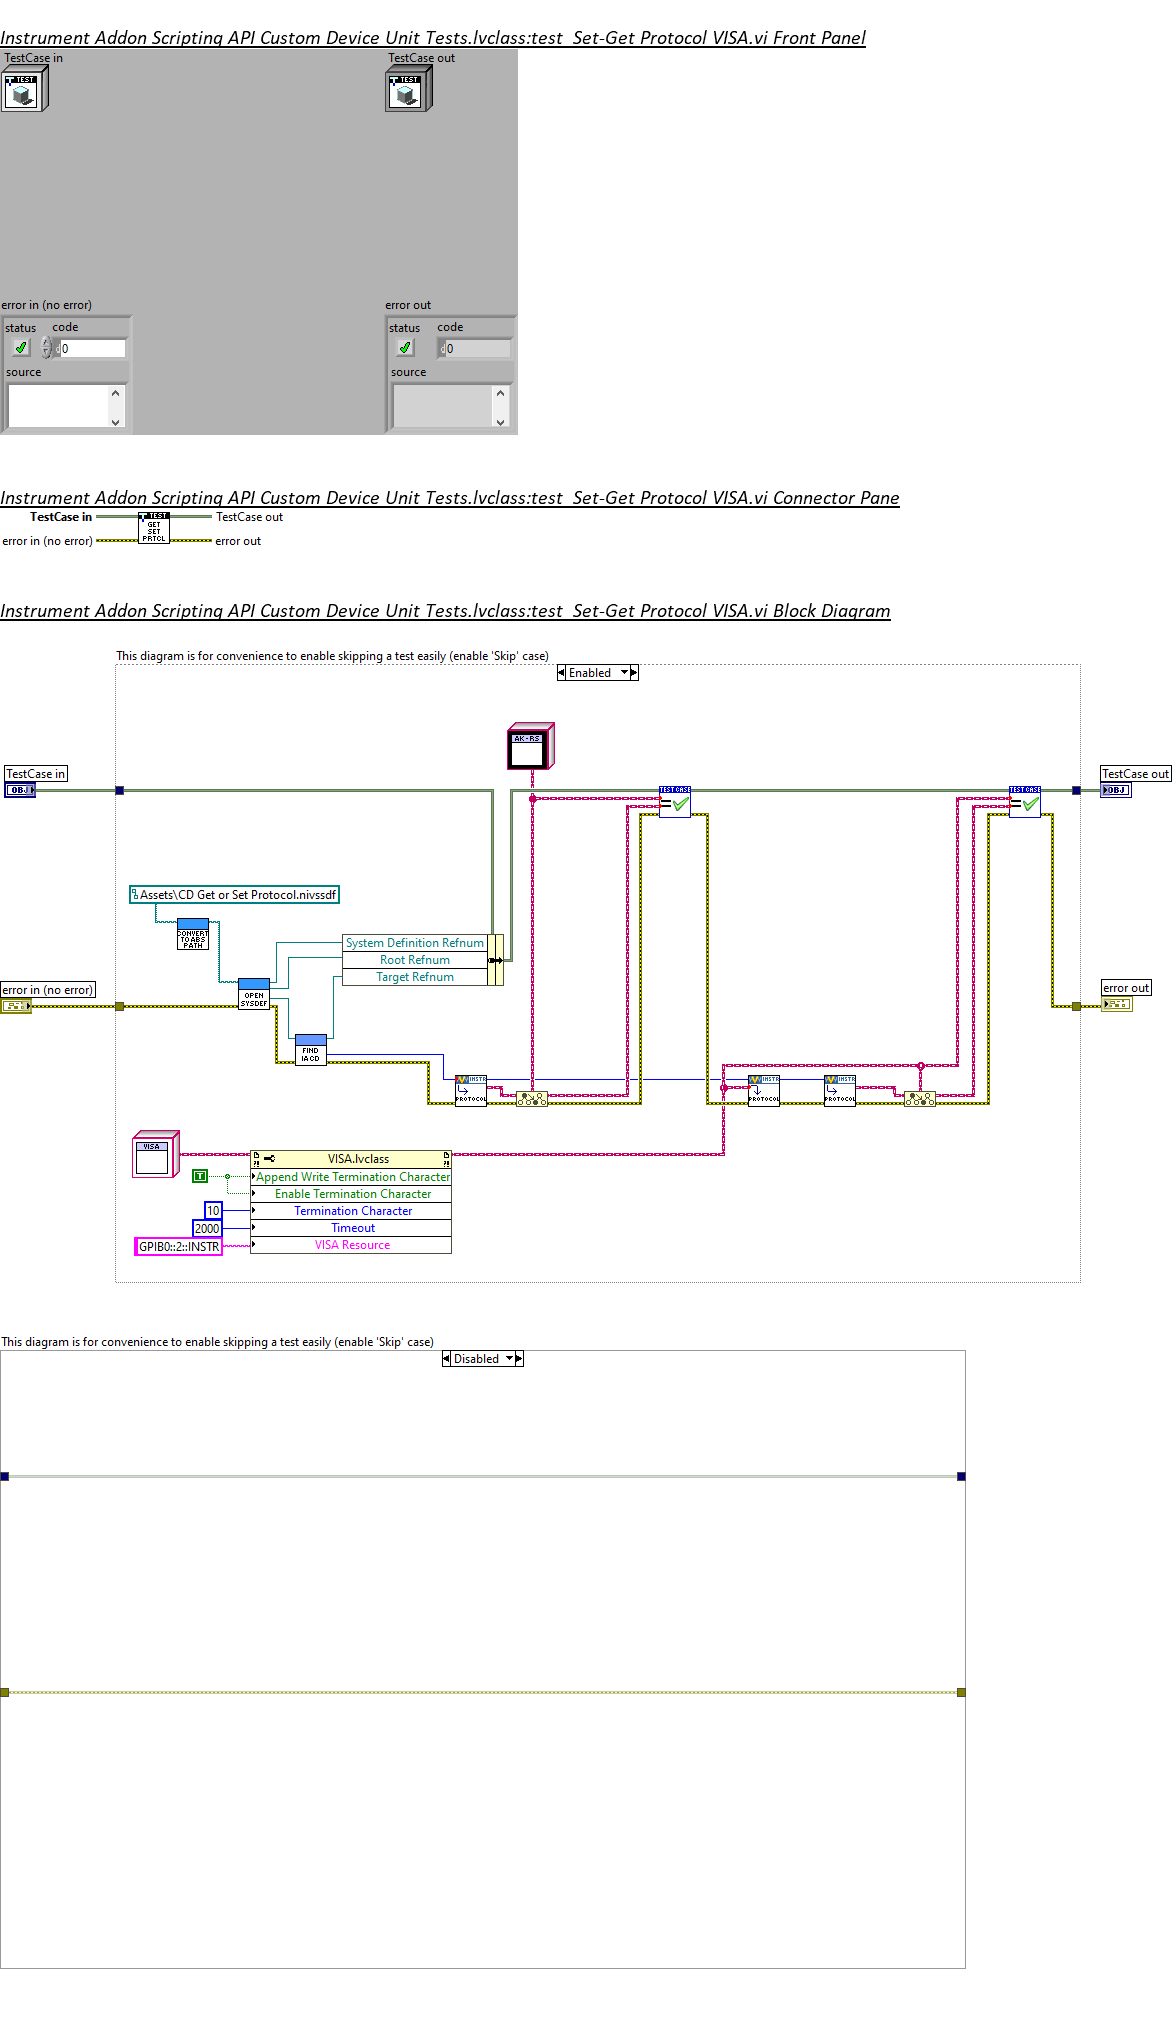 Instrument Addon Scripting API Custom Device Unit Tests.lvclass:test_Set-Get Protocol VISA.vi Front Panel
TestCase in
TestCase out
TEST
TEST
error in (no error)
error out
status code
status code
0
0
source
source
Instrument Addon Scripting API Custom Device Unit Tests.lvclass:test_Set-Get Protocol VISA.vi Connector Pane
TestCase in
TEST
GET
SET
PRTCL
TestCase out
error in (no error)
error out
Instrument Addon Scripting API Custom Device Unit Tests.lvclass:test_Set-Get Protocol VISA.vi Block Diagram
This diagram is for convenience to enable skipping a test easily (enable 'Skip' case)
Enabled
AK-RS
TestCase in
OBJ
TEST CASE
TEST CASE
TestCase out
OBJ
Assets\CD Get or Set Protocol.nivssdf
CONVERT
TO ABS
PATH
System Definition Refnum
Root Refnum
Target Refnum
error in (no error)
OPEN
SYSDEF
error out
FIND
IA CD
INSTR
PROTOCOL
INSTR
PROTOCOL
INSTR
PROTOCOL
VISA
VISA.lvclass
T
Append Write Termination Character
Enable Termination Character
10
Termination Character
2000
Timeout
GPIB0::2::INSTR
VISA Resource
This diagram is for convenience to enable skipping a test easily (enable 'Skip' case)
Disabled